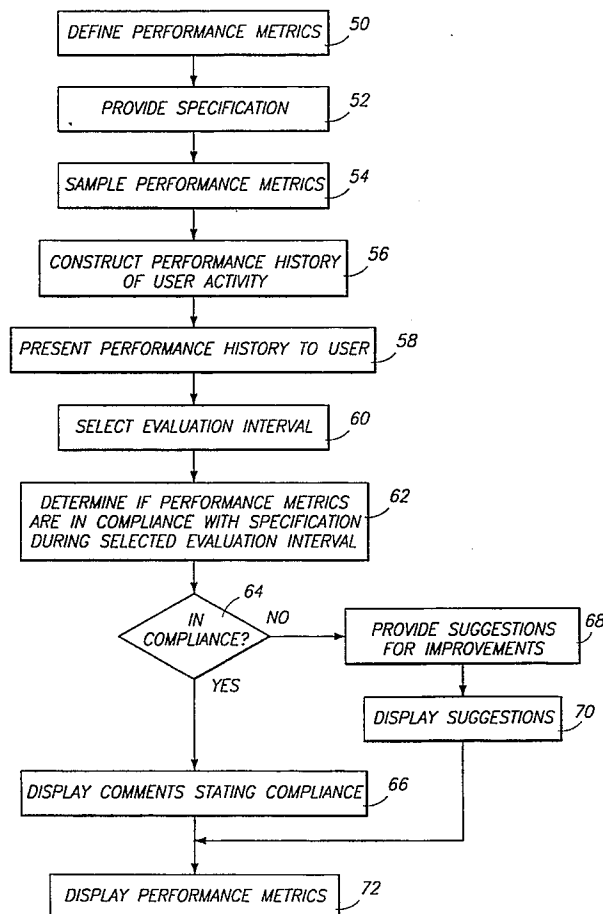 DEFINE PERFORMANCE METRICS
50
PROVIDE SPECIFICATION
52
SAMPLE PERFORMANCE METRICS
54
CONSTRUCT PERFORMANCE HISTORY
OF USER ACTIVITY
56
PRESENT PERFORMANCE HISTORY TO USER
58
SELECT EVALUATION INTERVAL
60
DETERMINE IF PERFORMANCE METRICS
ARE IN COMPLIANCE WITH SPECIFICATION
DURING SELECTED EVALUATION INTERVAL
62
64
IN
COMPLIANCE?
NO
YES
PROVIDE SUGGESTIONS
FOR IMPROVEMENTS
68
DISPLAY SUGGESTIONS
70
DISPLAY COMMENTS STATING COMPLIANCE
66
DISPLAY PERFORMANCE METRICS
72